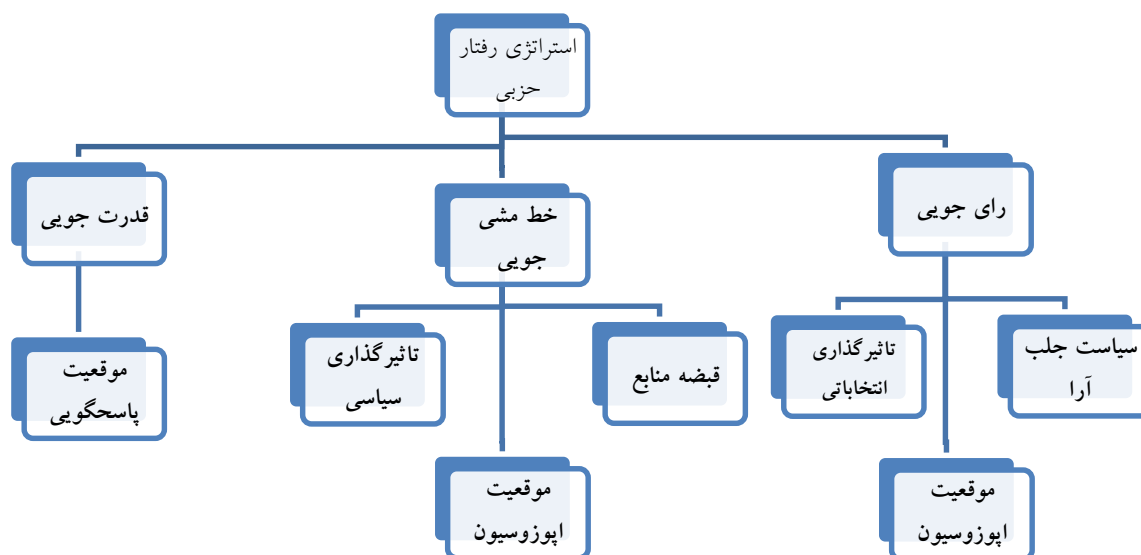 استراتژی رفتار
حزبی
رای جویی
خط مشی
جویی
قدرت جویی
سیاست جلب
آرا
تاثیرگذاری
انتخاباتی
قبضه منابع
تاثیرگذاری
سیاسی
موقعیت
پاسحگویی
موقعیت
اپوزوسیون
موقعیت
اپوزوسیون